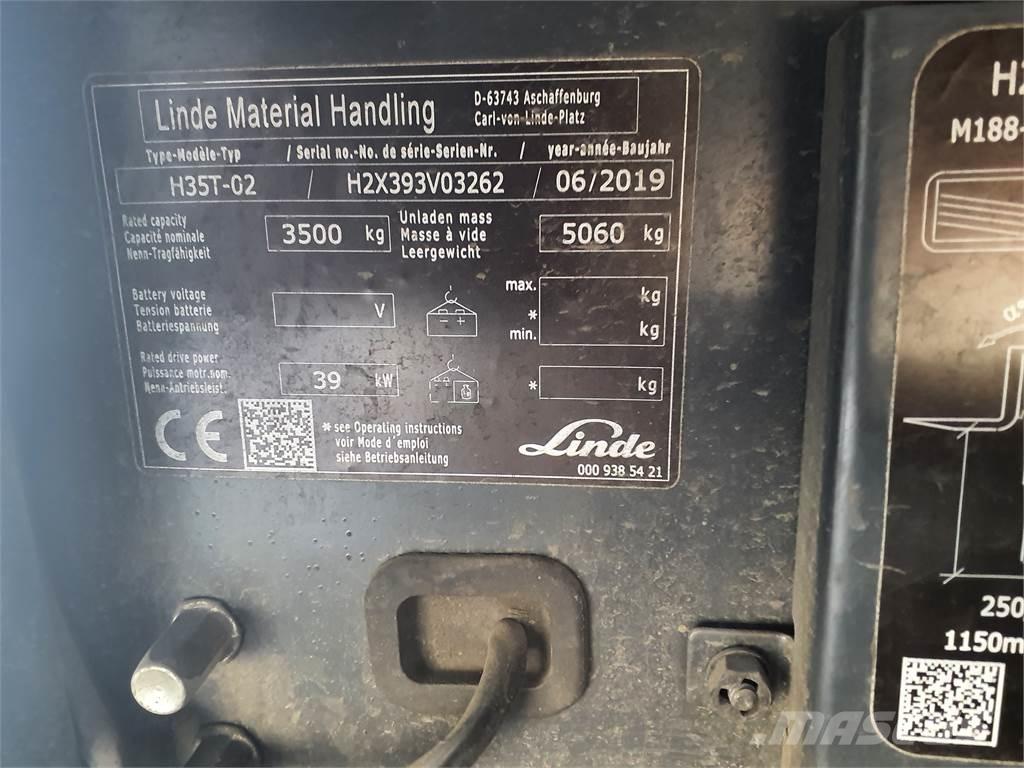 Linde Material Handling
D-63743 Aschaffenburg
Carl-von-Linde-Platz
Type-Modèle-Typ / Serial no.-No. de série-Serien-Nr. / year-année-Baujahr
H35T-02 / H2X393V03262 / 06/2019
Rated capacity
Capacité nominale
Nenn-Tragfähigkeit
3500 kg
Unladen mass
Masse à vide
Leergewicht
5060 kg
Battery voltage
Tension batterie
Batteriespannung
V
max. kg
*
min. kg
Rated drive power
Puissance motr.nom.
Nenn-Antriebsleist.
39 kW
* kg
CE
* see Operating instructions
voir Mode d´emploi
siehe Betriebsanleitung
Linde
000 938 54 21
H2
M188-
250
1150m
MAS